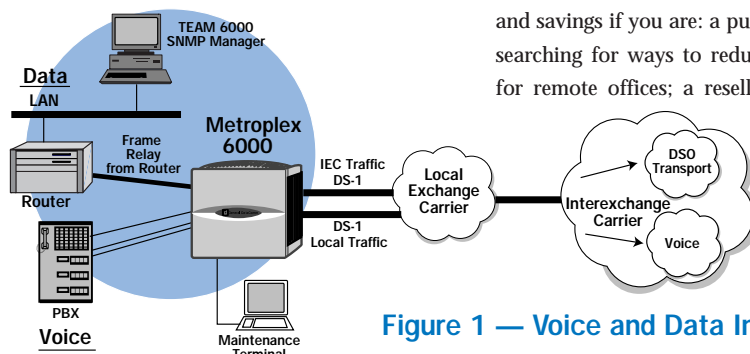 and savings if you are: a pu
searching for ways to redu
for remote offices; a resell
TEAM 6000
SNMP Manager
Data
LAN
Frame
Relay
from Router
Router
Metroplex
6000
IEC Traffic
DS-1
DS-1
Local Traffic
Local
Exchange
Carrier
Interexchange
Carrier
DSO
Transport
Voice
PBX
Voice
Maintenance
Terminal
Figure 1 — Voice and Data In